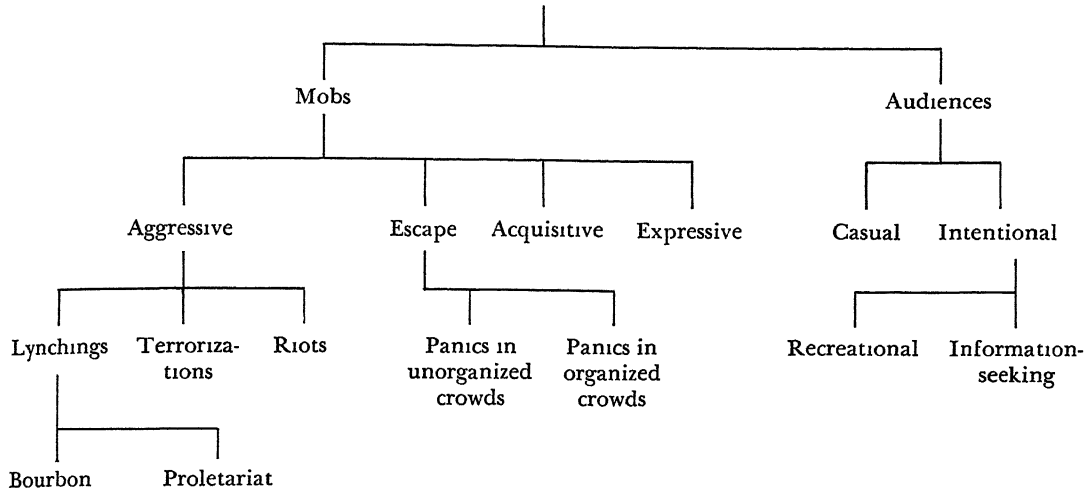 Mobs
Audiences
Aggressive
Escape
Acquisitive
Expressive
Casual
Intentional
Lynchings
Terroriza-
tions
Riots
Panics in
unorganized
crowds
Panics in
organized
crowds
Recreational
Information-
seeking
Bourbon
Proletariat